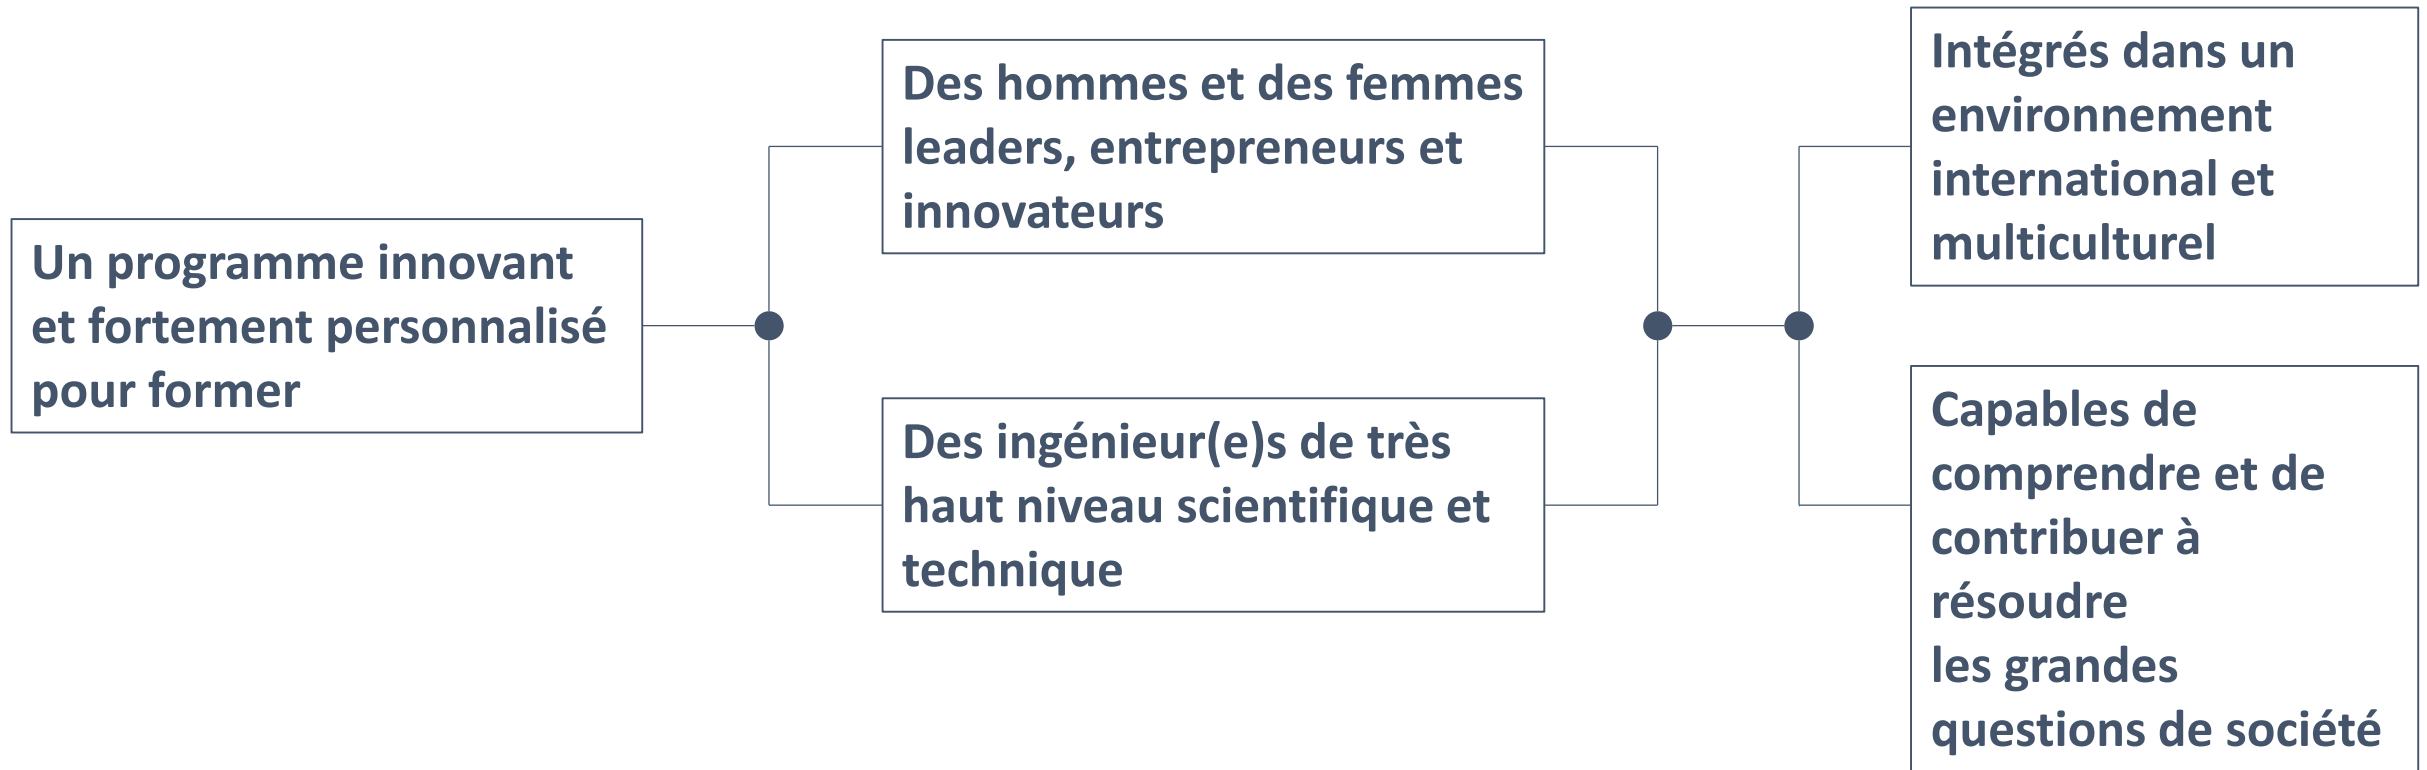 Un programme innovant
et fortement personnalisé
pour former
Des hommes et des femmes
leaders, entrepreneurs et
innovateurs
Des ingénieur(e)s de très
haut niveau scientifique et
technique
Intégrés dans un
environnement
international et
multiculturel
Capables de
comprendre et de
contribuer à
résoudre
les grandes
questions de société